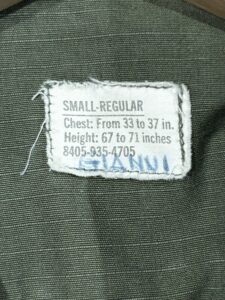 SMALL-REGULAR
Chest: From 33 to 37 in.
Height: 67 to 71 inches
8405-935-4705
GIANNI